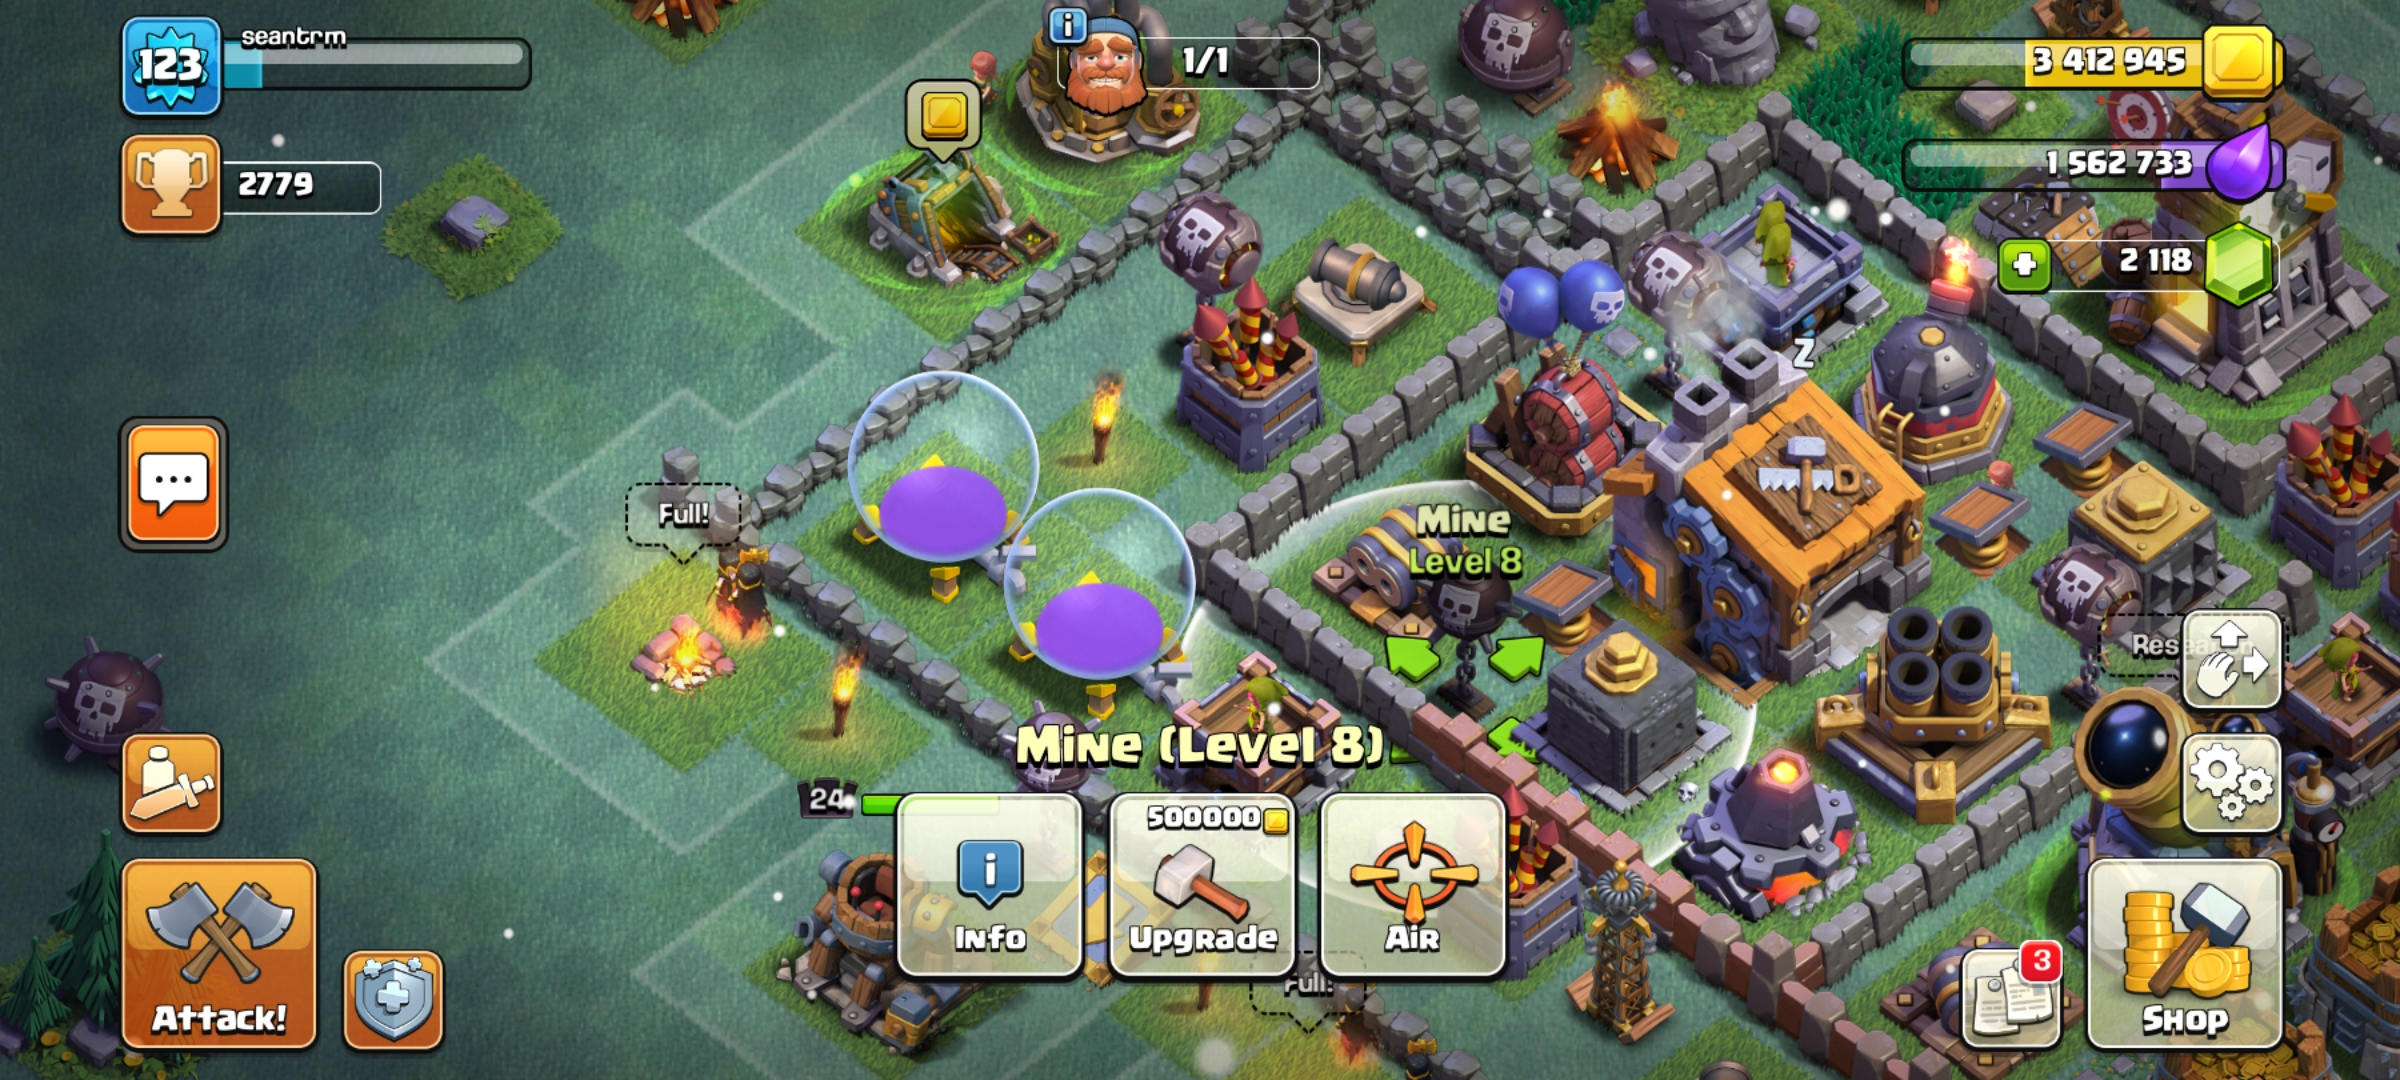 123
seantrm
1/1
3 412 945
2779
1 562 733
2 118
Z
Full!
Mine
Level 8
Mine (Level 8)
24
500000
Info
Upgrade
Air
Full!
Attack!
3
Shop